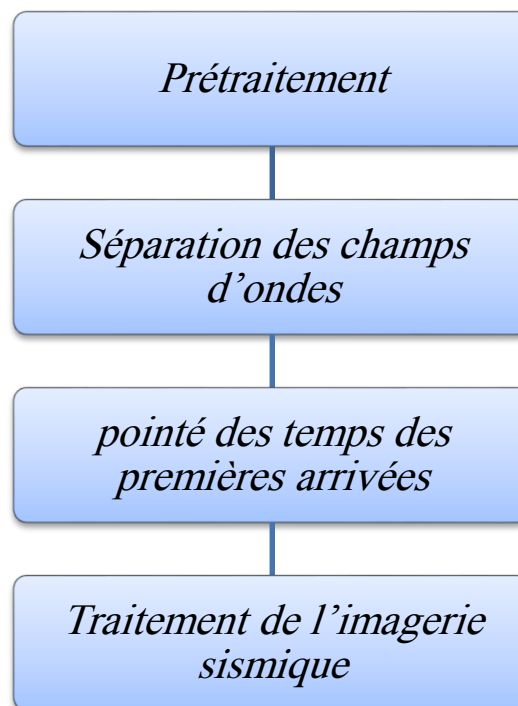 Prétraitement
Séparation des champs
d’ondes
pointé des temps des
premières arrivées
Traitement de l’imagerie
sismique